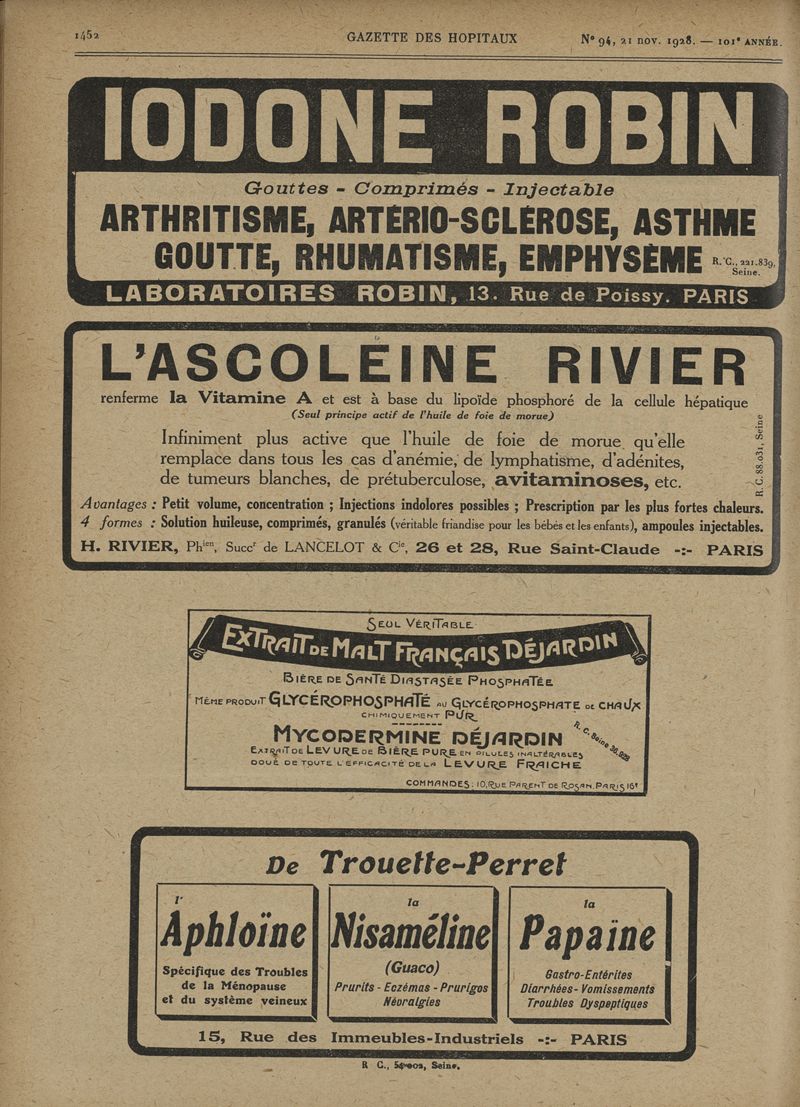 1452 GAZETTE DES HOPITAUX N° 94, 21 NOV. 1928. — 101e ANNÉE.
IODONE ROBIN
Gouttes - Comprimés - Injectable
ARTHRITISME, ARTÉRIO-SCLÉROSE, ASTHME
GOUTTE, RHUMATISME, EMPHYSÈME R. C., 221.839, Seine.
LABORATOIRES ROBIN, 13. Rue de Poissy. PARIS
L'ASCOLÉINE RIVIER
renferme la Vitamine A et est à base du lipoïde phosphoré de la cellule hépatique
(Seul principe actif de l'huile de foie de morue)
Infiniment plus active que l'huile de foie de morue qu'elle
remplace dans tous les cas d'anémie, de lymphatisme, d'adénites,
de tumeurs blanches, de prétuberculose, avitaminoses, etc.
R. C. 88.031, Seine
Avantages : Petit volume, concentration ; Injections indolores possibles ; Prescription par les plus fortes chaleurs.
4 formes : Solution huileuse, comprimés, granulés (véritable friandise pour les bébés et les enfants), ampoules injectables.
H. RIVIER, Phien, Succr de LANCELOT & Cie, 26 et 28, Rue Saint-Claude -:- PARIS
SEUL VÉRITABLE
EXTRAIT DE MALT FRANÇAIS DÉJARDIN
BIÈRE DE SANTÉ DIASTASÉE PHOSPHATÉE
MÊME PRODUIT GLYCÉROPHOSPHATÉ AU GLYCÉROPHOSPHATE DE CHAUX
CHIMIQUEMENT PUR
MYCODERMINE DÉJARDIN
EXTRAIT DE LEVURE DE BIÈRE PURE EN PILULES INALTÉRABLES
DOUÉ DE TOUTE L'EFFICACITÉ DE LA LEVURE FRAICHE
R. C. Seine
COMMANDES : 10, RUE PARENT DE ROSAN, PARIS 16e
De Trouette-Perret
l'
Aphloïne
Spécifique des Troubles
de la Ménopause
et du système veineux
la
Nisaméline
(Guaco)
Prurits - Eczémas - Prurigos
Névralgies
la
Papaïne
Gastro-Entérites
Diarrhées - Vomissements
Troubles Dyspeptiques
15, Rue des Immeubles-Industriels -:- PARIS
R C., Seine.